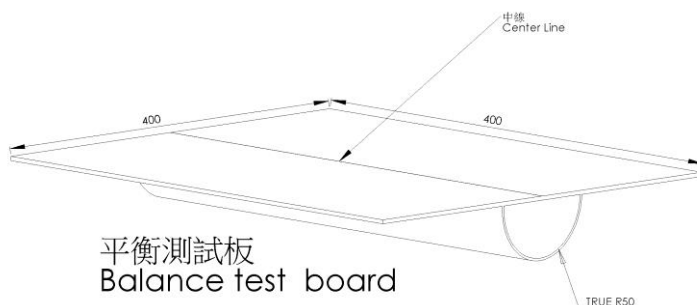 中線
Center Line
400
400
平衡測試板
Balance test board
TRUE R50